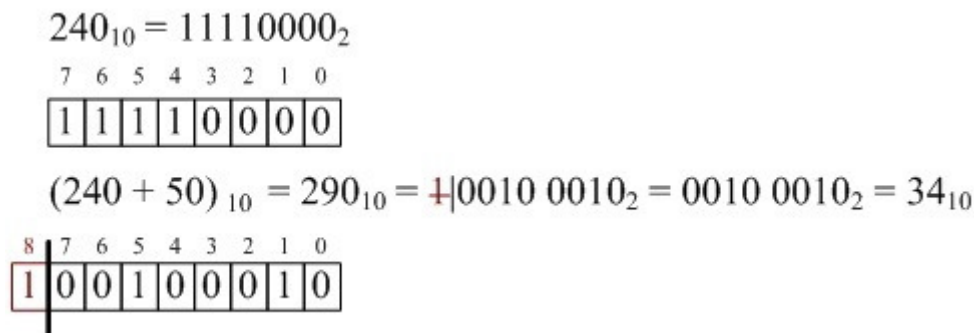 240₁₀ = 11110000₂
7 6 5 4 3 2 1 0
1 1 1 1 0 0 0 0
(240 + 50) ₁₀ = 290₁₀ = 1|0010 0010₂ = 0010 0010₂ = 34₁₀
8 7 6 5 4 3 2 1 0
1 0 0 1 0 0 0 1 0